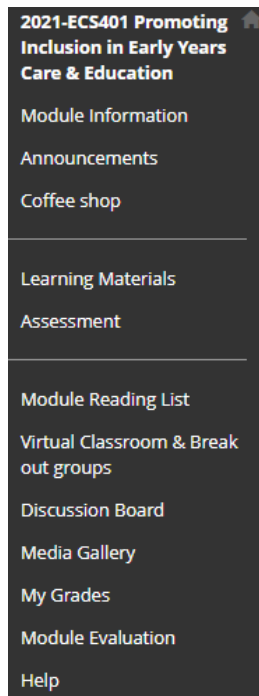 2021-ECS401 Promoting
Inclusion in Early Years
Care & Education
Module Information
Announcements
Coffee shop
Learning Materials
Assessment
Module Reading List
Virtual Classroom & Break
out groups
Discussion Board
Media Gallery
My Grades
Module Evaluation
Help